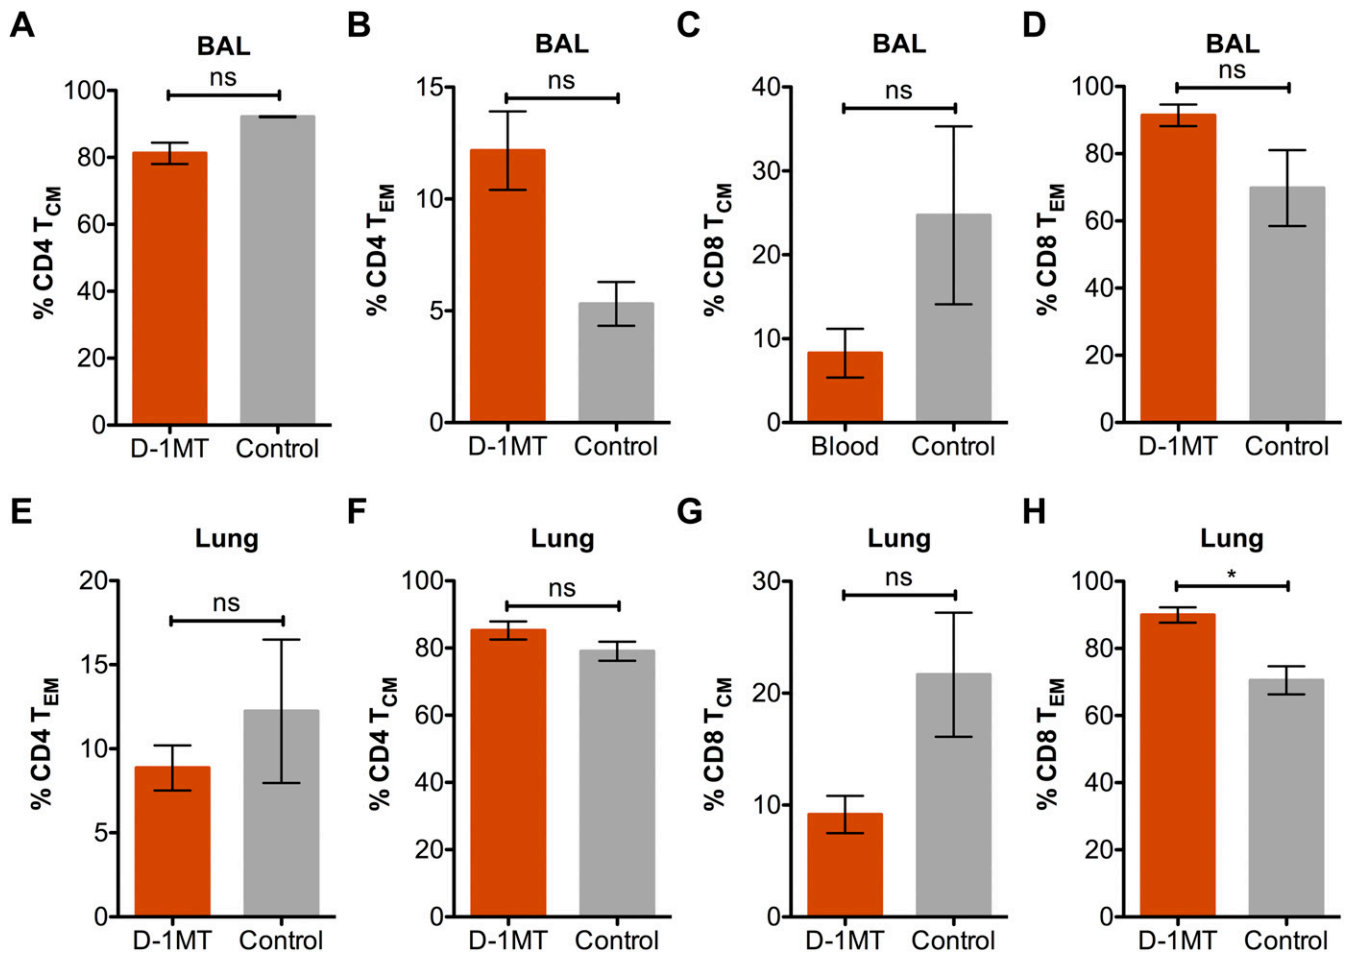 A
BAL
ns
% CD4 TCM
100
80
60
40
20
0
D-1MT Control
B
BAL
ns
% CD4 TEM
15
10
5
0
D-1MT Control
C
BAL
ns
% CD8 TCM
40
30
20
10
0
Blood Control
D
BAL
ns
% CD8 TEM
100
80
60
40
20
0
D-1MT Control
E
Lung
ns
% CD4 TEM
20
15
10
5
0
D-1MT Control
F
Lung
ns
% CD4 TCM
100
80
60
40
20
0
D-1MT Control
G
Lung
ns
% CD8 TCM
30
20
10
0
D-1MT Control
H
Lung
*
% CD8 TEM
100
80
60
40
20
0
D-1MT Control